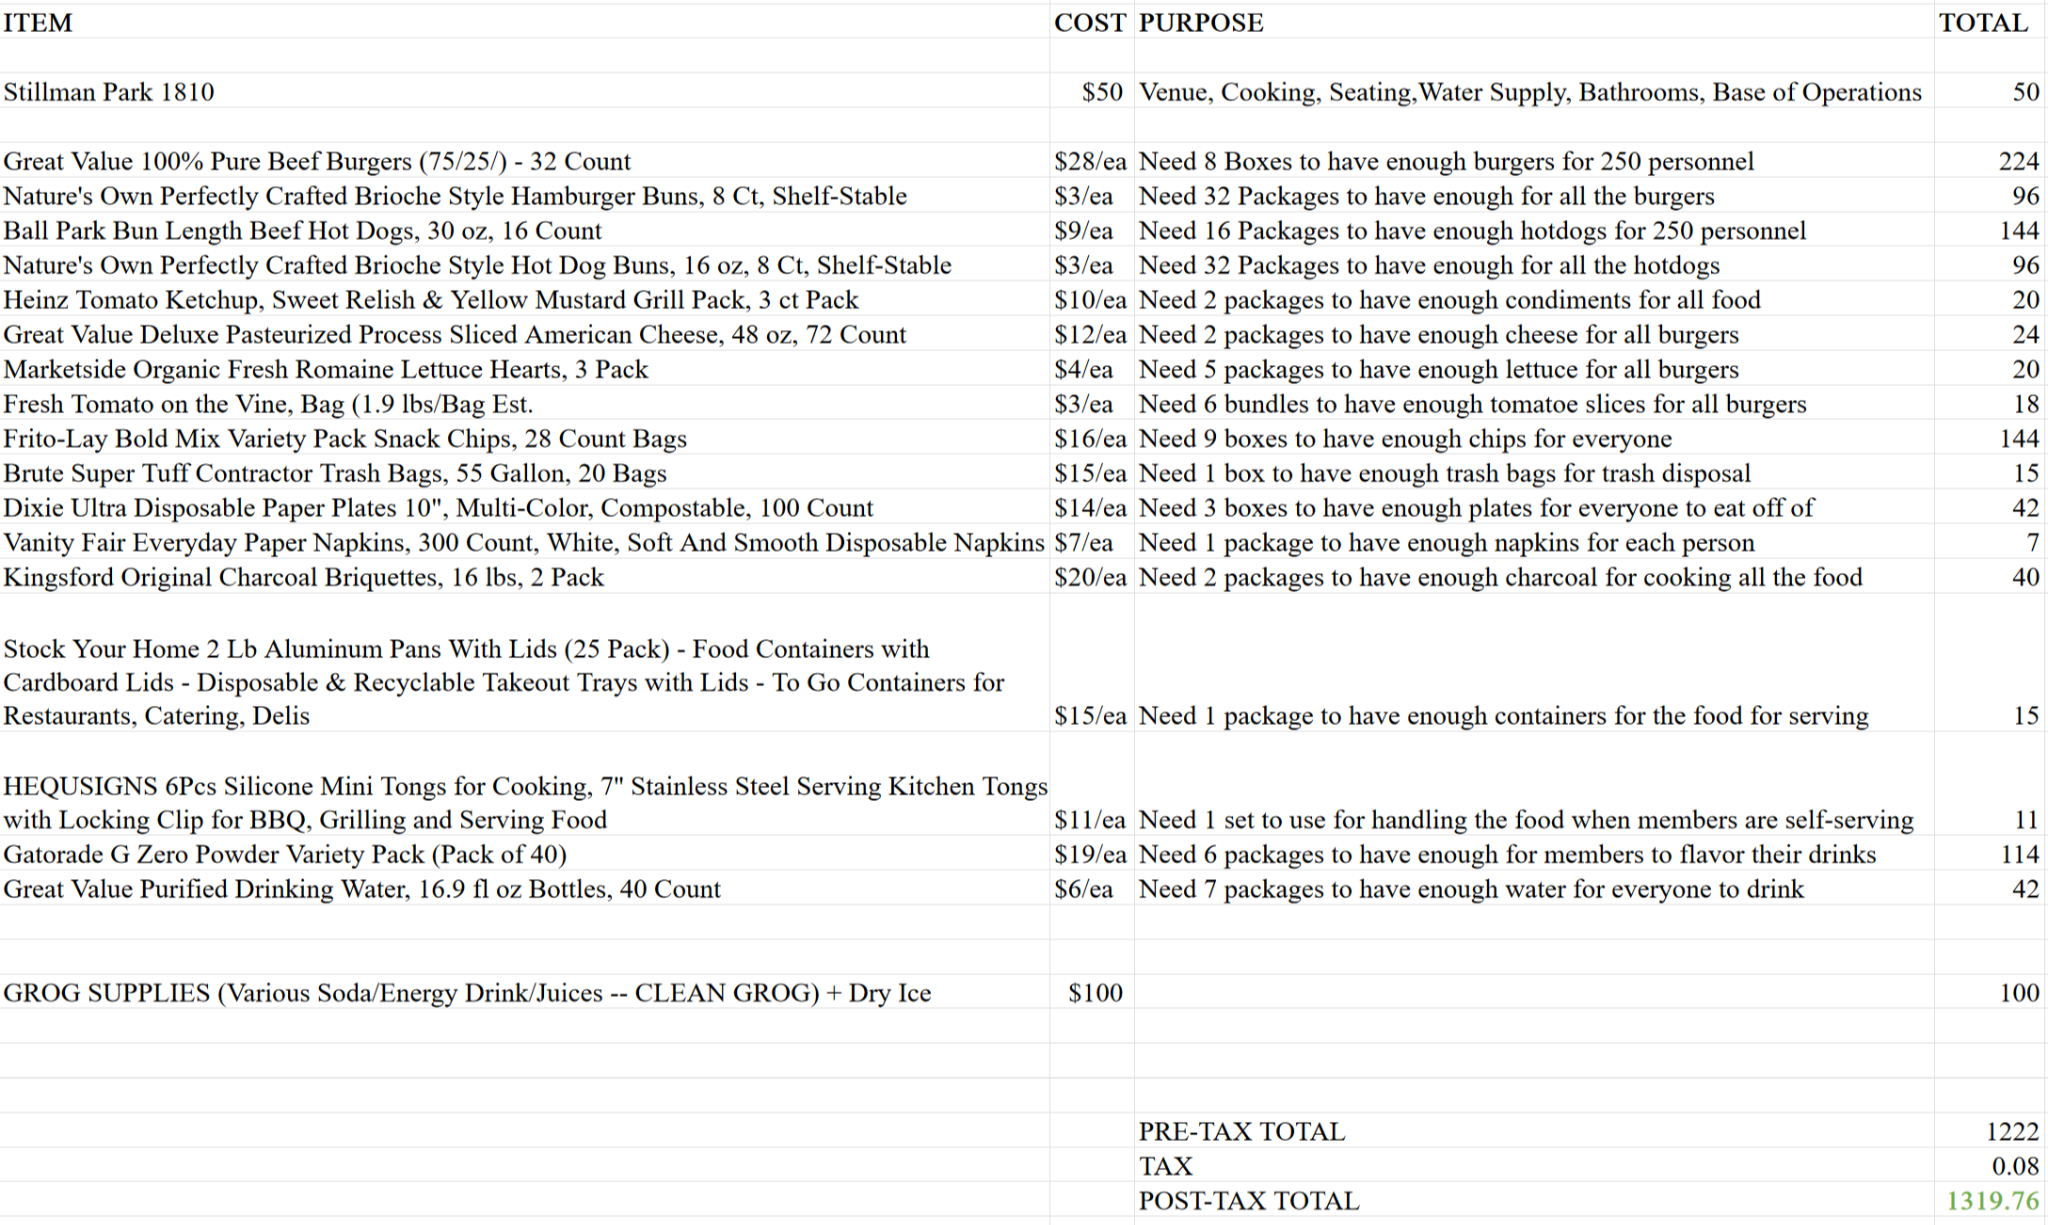 ITEM COST PURPOSE TOTAL
Stillman Park 1810 $50 Venue, Cooking, Seating,Water Supply, Bathrooms, Base of Operations 50
Great Value 100% Pure Beef Burgers (75/25/) - 32 Count $28/ea Need 8 Boxes to have enough burgers for 250 personnel 224
Nature's Own Perfectly Crafted Brioche Style Hamburger Buns, 8 Ct, Shelf-Stable $3/ea Need 32 Packages to have enough for all the burgers 96
Ball Park Bun Length Beef Hot Dogs, 30 oz, 16 Count $9/ea Need 16 Packages to have enough hotdogs for 250 personnel 144
Nature's Own Perfectly Crafted Brioche Style Hot Dog Buns, 16 oz, 8 Ct, Shelf-Stable $3/ea Need 32 Packages to have enough for all the hotdogs 96
Heinz Tomato Ketchup, Sweet Relish & Yellow Mustard Grill Pack, 3 ct Pack $10/ea Need 2 packages to have enough condiments for all food 20
Great Value Deluxe Pasteurized Process Sliced American Cheese, 48 oz, 72 Count $12/ea Need 2 packages to have enough cheese for all burgers 24
Marketside Organic Fresh Romaine Lettuce Hearts, 3 Pack $4/ea Need 5 packages to have enough lettuce for all burgers 20
Fresh Tomato on the Vine, Bag (1.9 lbs/Bag Est. $3/ea Need 6 bundles to have enough tomatoe slices for all burgers 18
Frito-Lay Bold Mix Variety Pack Snack Chips, 28 Count Bags $16/ea Need 9 boxes to have enough chips for everyone 144
Brute Super Tuff Contractor Trash Bags, 55 Gallon, 20 Bags $15/ea Need 1 box to have enough trash bags for trash disposal 15
Dixie Ultra Disposable Paper Plates 10", Multi-Color, Compostable, 100 Count $14/ea Need 3 boxes to have enough plates for everyone to eat off of 42
Vanity Fair Everyday Paper Napkins, 300 Count, White, Soft And Smooth Disposable Napkins $7/ea Need 1 package to have enough napkins for each person 7
Kingsford Original Charcoal Briquettes, 16 lbs, 2 Pack $20/ea Need 2 packages to have enough charcoal for cooking all the food 40
Stock Your Home 2 Lb Aluminum Pans With Lids (25 Pack) - Food Containers with
Cardboard Lids - Disposable & Recyclable Takeout Trays with Lids - To Go Containers for
Restaurants, Catering, Delis $15/ea Need 1 package to have enough containers for the food for serving 15
HEQUSIGNS 6Pcs Silicone Mini Tongs for Cooking, 7" Stainless Steel Serving Kitchen Tongs
with Locking Clip for BBQ, Grilling and Serving Food $11/ea Need 1 set to use for handling the food when members are self-serving 11
Gatorade G Zero Powder Variety Pack (Pack of 40) $19/ea Need 6 packages to have enough for members to flavor their drinks 114
Great Value Purified Drinking Water, 16.9 fl oz Bottles, 40 Count $6/ea Need 7 packages to have enough water for everyone to drink 42
GROG SUPPLIES (Various Soda/Energy Drink/Juices -- CLEAN GROG) + Dry Ice $100 100
PRE-TAX TOTAL 1222
TAX 0.08
POST-TAX TOTAL 1319.76